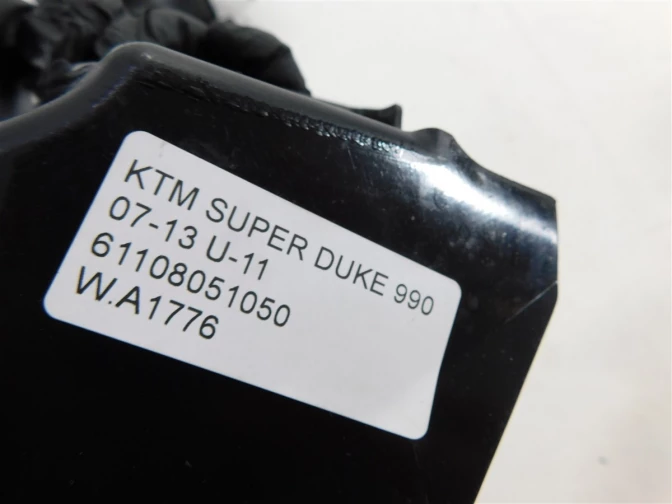 KTM SUPER DUKE 990
07-13 U-11
61108051050
W.A1776